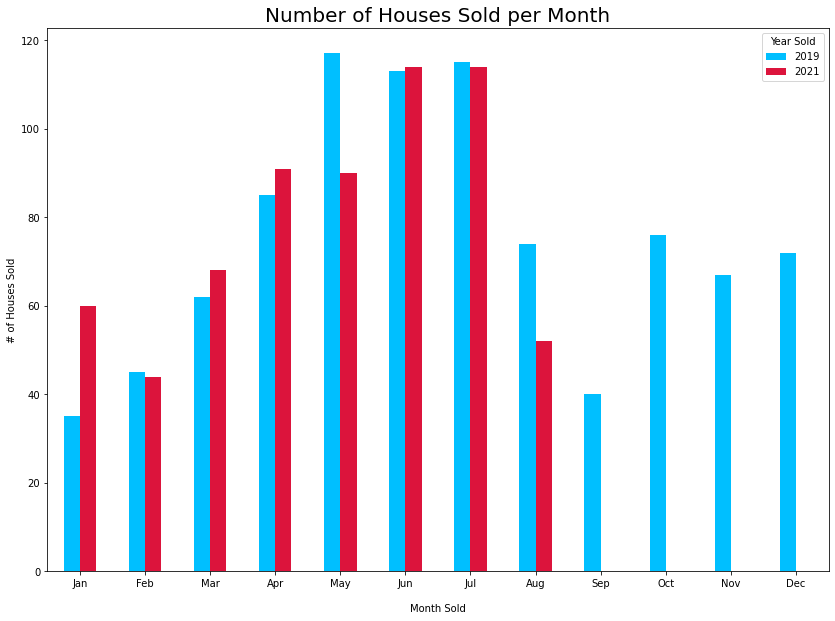 Number of Houses Sold per Month
Year Sold
2019
2021
# of Houses Sold
120
100
80
60
40
20
0
Jan Feb Mar Apr May Jun Jul Aug Sep Oct Nov Dec
Month Sold